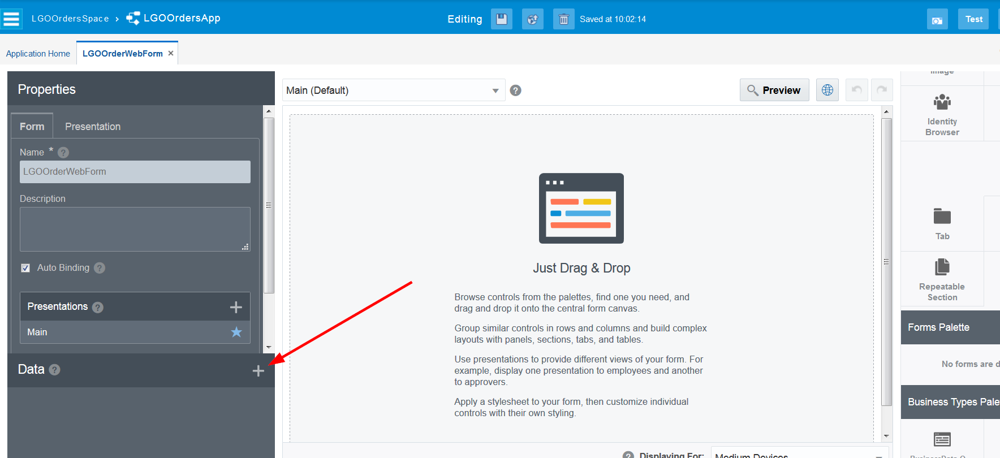 LGOOrdersSpace > LGOOrdersApp
Editing
Saved at 10:02:14
Test
Application Home
LGOOrderWebForm ×
Properties
Form
Presentation
Name * ?
LGOOrderWebForm
Description
Auto Binding ?
Presentations ? +
Main
Data ? +
Main (Default) ?
Preview
Just Drag & Drop
Browse controls from the palettes, find one you need, and
drag and drop it onto the central form canvas.
Group similar controls in rows and columns and build complex
layouts with panels, sections, tabs, and tables.
Use presentations to provide different views of your form. For
example, display one presentation to employees and another
to approvers.
Apply a stylesheet to your form, then customize individual
controls with their own styling.
? Displaying For:
Medium Devices
Image
Identity
Browser
Tab
Repeatable
Section
Forms Palette
No forms are d
Business Types Pale